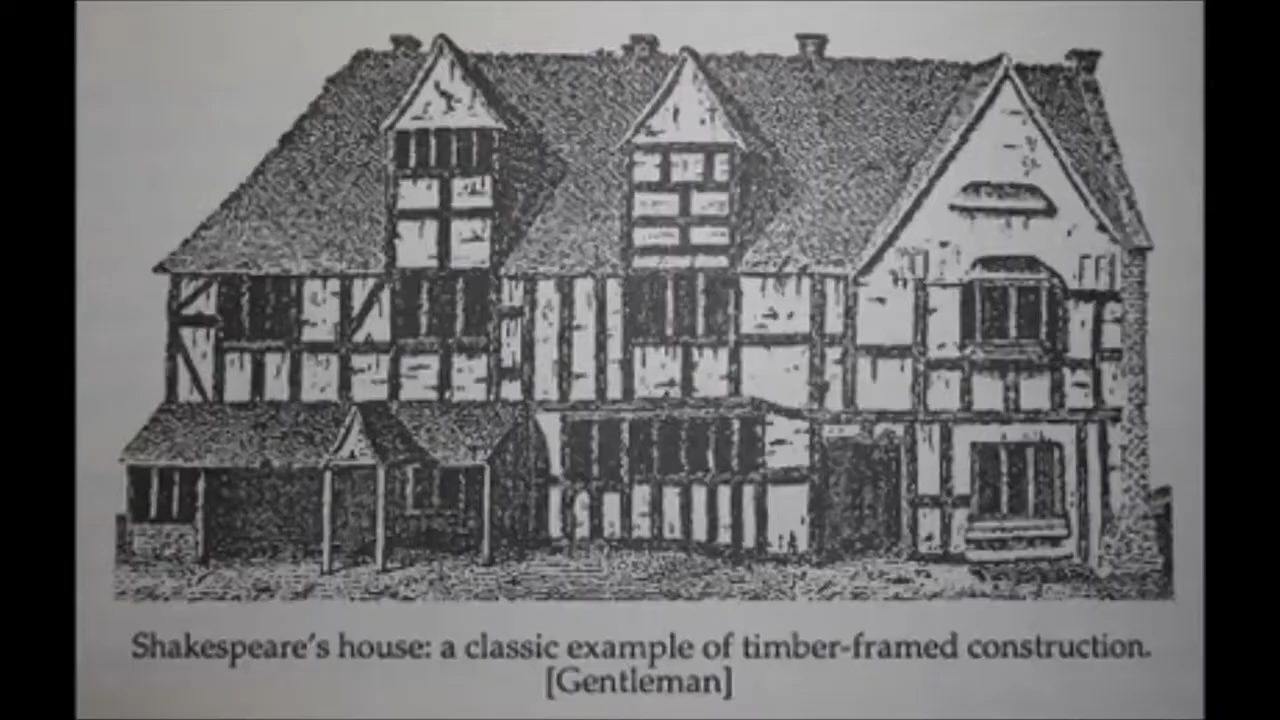 Shakespeare's house: a classic example of timber-framed construction.
[Gentleman]